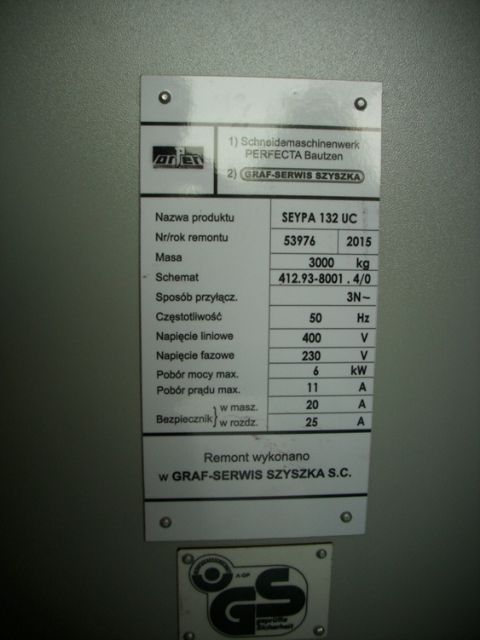 1) Schneidemaschinenwerk
PERFECTA Bautzen
2) GRAF-SERWIS SZYSZKA
Nazwa produktu SEYPA 132 UC
Nr/rok remontu 53976 2015
Masa 3000 kg
Schemat 412.93-8001 . 4/0
Sposób przyłącz. 3N~
Częstotliwość 50 Hz
Napięcie liniowe 400 V
Napięcie fazowe 230 V
Pobór mocy max. 6 kW
Pobór prądu max. 11 A
Bezpiecznik } w masz. 20 A
w rozdz. 25 A
Remont wykonano
w GRAF-SERWIS SZYSZKA S.C.
GS
geprüfte
Sicherheit